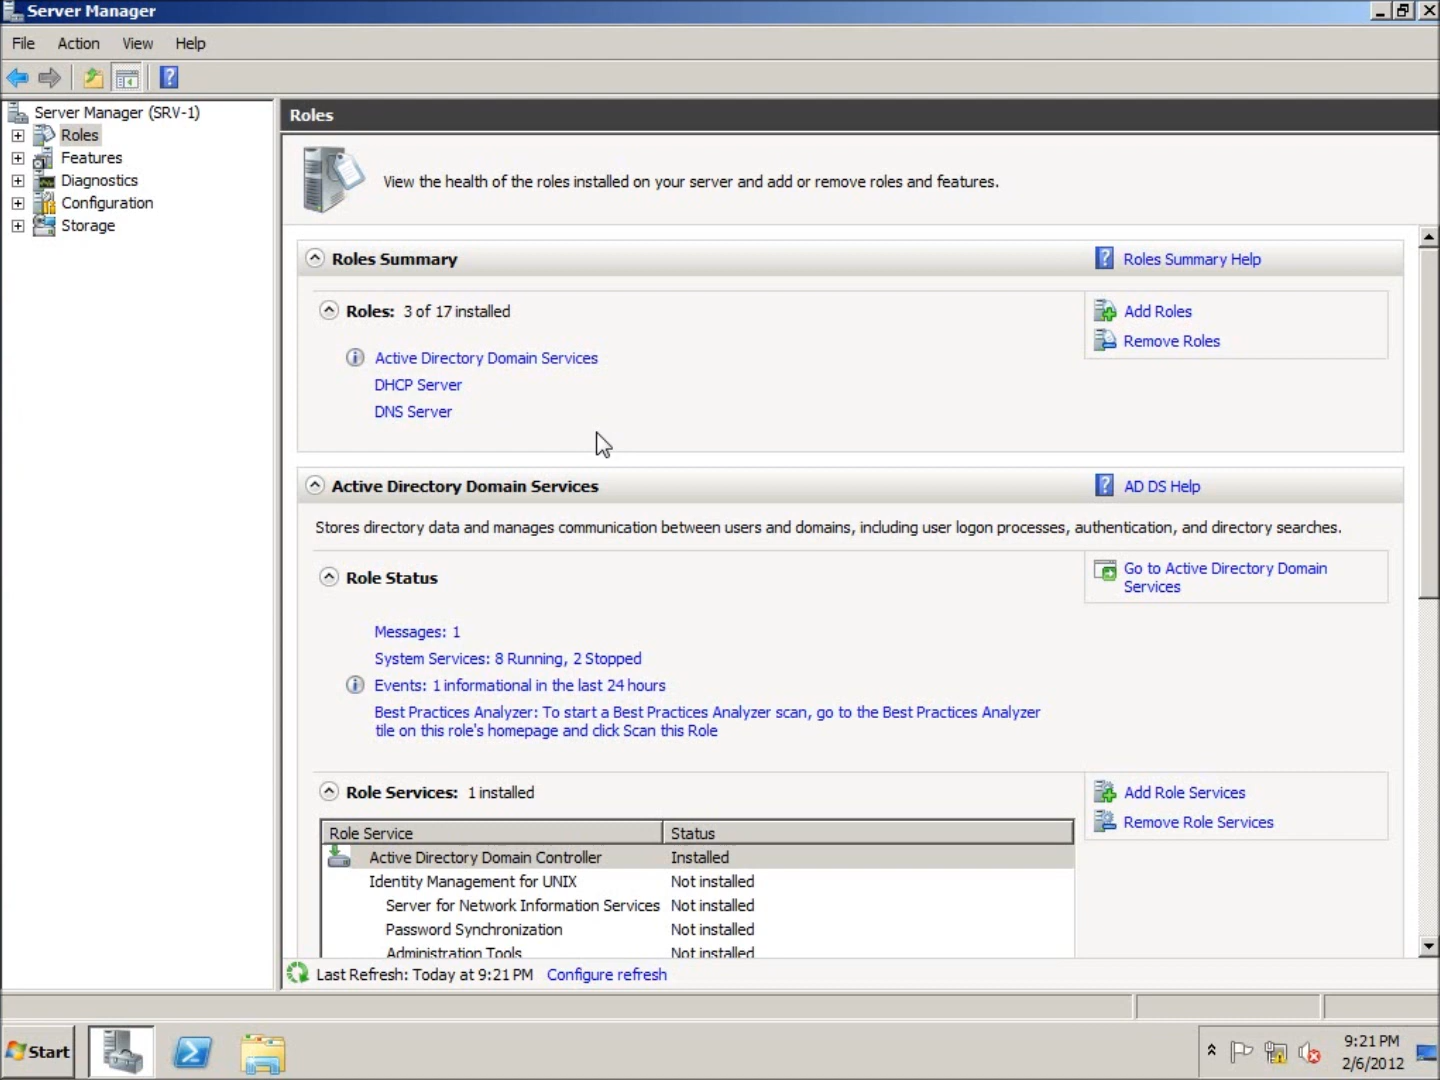 Server Manager
File Action View Help
Server Manager (SRV-1)
Roles
Features
Diagnostics
Configuration
Storage
Roles
View the health of the roles installed on your server and add or remove roles and features.
Roles Summary
Roles Summary Help
Roles: 3 of 17 installed
Add Roles
Remove Roles
Active Directory Domain Services
DHCP Server
DNS Server
Active Directory Domain Services
AD DS Help
Stores directory data and manages communication between users and domains, including user logon processes, authentication, and directory searches.
Role Status
Go to Active Directory Domain
Services
Messages: 1
System Services: 8 Running, 2 Stopped
Events: 1 informational in the last 24 hours
Best Practices Analyzer: To start a Best Practices Analyzer scan, go to the Best Practices Analyzer
tile on this role's homepage and click Scan this Role
Role Services: 1 installed
Add Role Services
Remove Role Services
Role Service Status
Active Directory Domain Controller Installed
Identity Management for UNIX Not installed
Server for Network Information Services Not installed
Password Synchronization Not installed
Administration Tools Not installed
Last Refresh: Today at 9:21 PM Configure refresh
Start
9:21 PM
2/6/2012